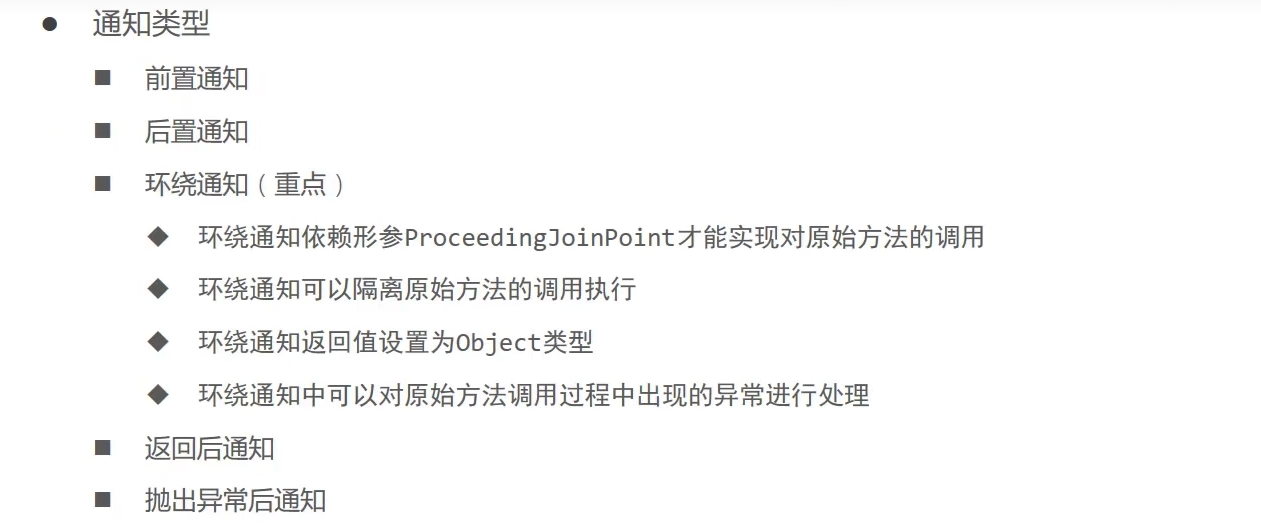 通知类型
前置通知
后置通知
环绕通知（重点）
环绕通知依赖形参ProceedingJoinPoint才能实现对原始方法的调用
环绕通知可以隔离原始方法的调用执行
环绕通知返回值设置为Object类型
环绕通知中可以对原始方法调用过程中出现的异常进行处理
返回后通知
抛出异常后通知